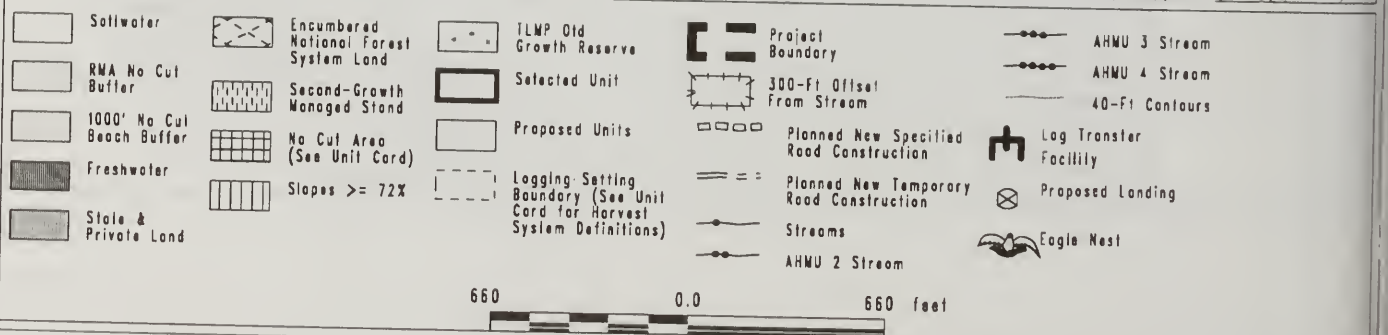 Saltwater
RMA No Cut
Buffer
1000' No Cut
Beach Buffer
Freshwater
State &
Private Land
Encumbered
National Forest
System Land
Second-Growth
Managed Stand
No Cut Area
(See Unit Card)
Slopes >= 72%
TLMP Old
Growth Reserve
Selected Unit
Proposed Units
Logging Setting
Boundary (See Unit
Card for Harvest
System Definitions)
Project
Boundary
300-Ft Offset
From Stream
Planned New Specified
Road Construction
Planned New Temporary
Road Construction
Streams
AHMU 2 Stream
AHMU 3 Stream
AHMU 4 Stream
40-Ft Contours
Log Transfer
Facility
Proposed Landing
Eagle Nest
660 0.0 660 feet